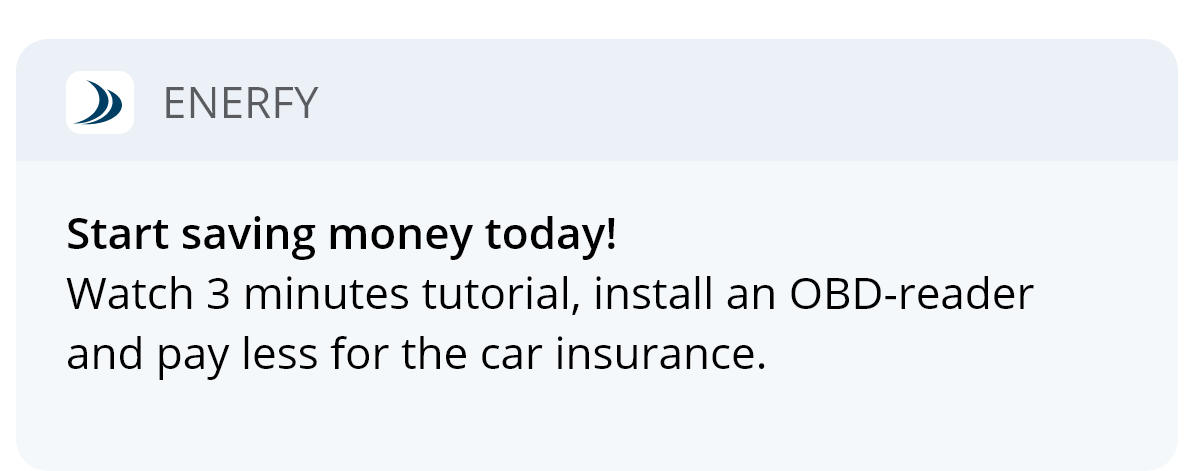 ENERFY
Start saving money today!
Watch 3 minutes tutorial, install an OBD-reader
and pay less for the car insurance.